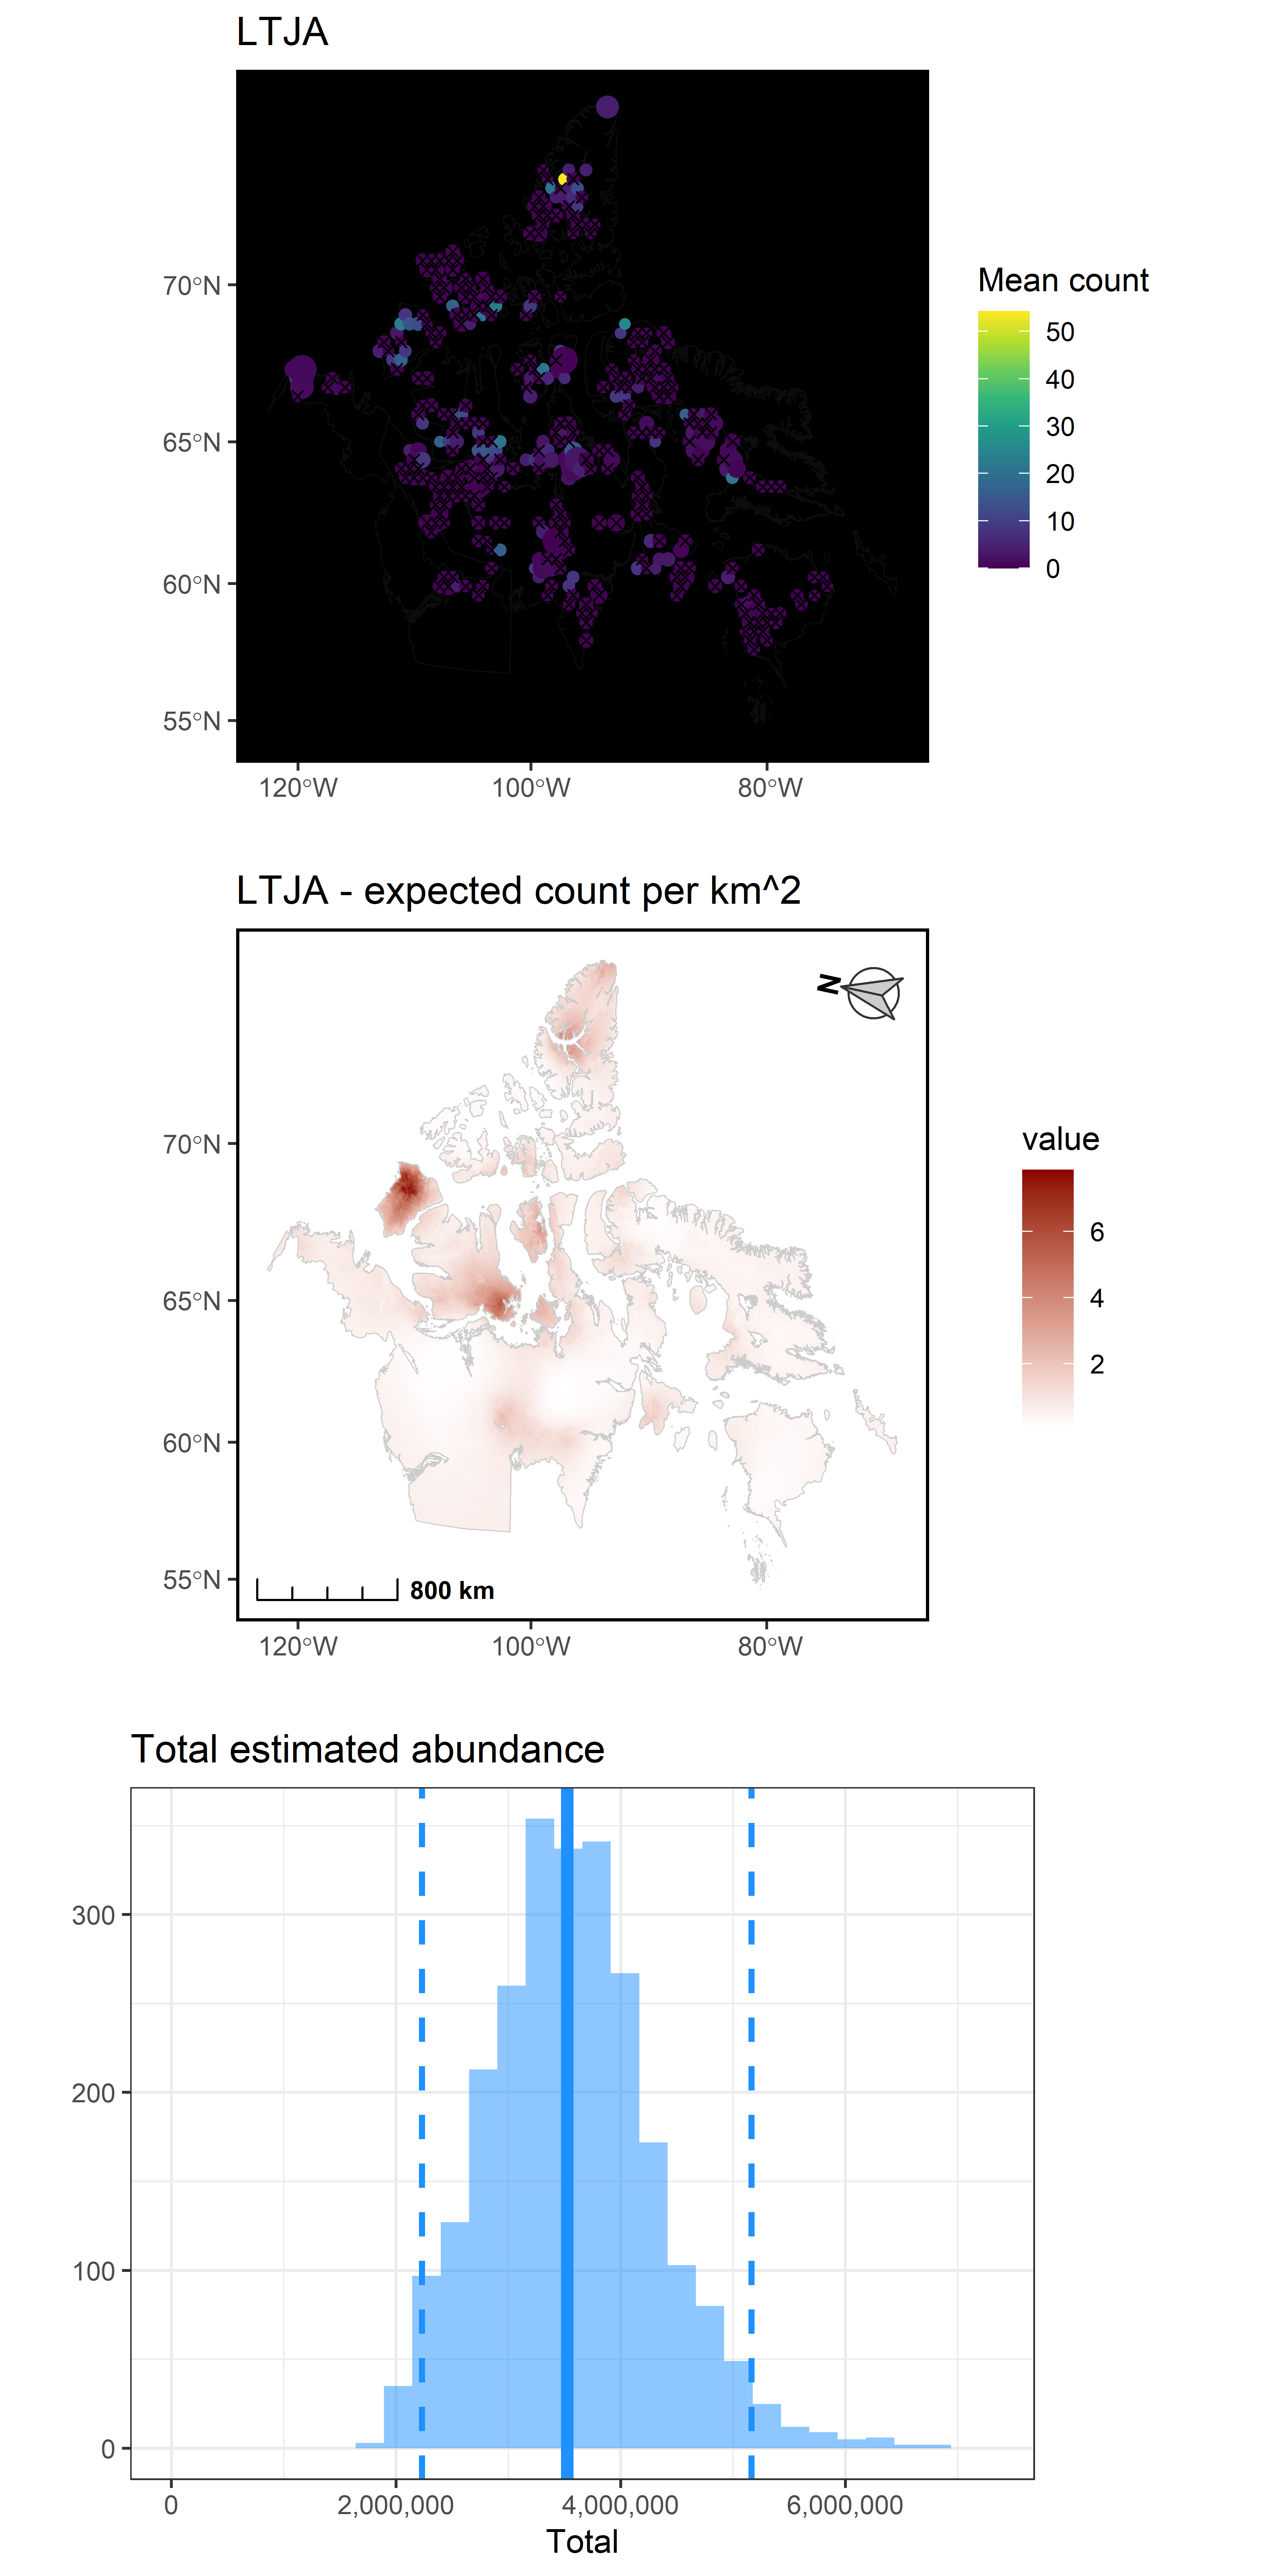 LTJA
70°N
65°N
60°N
55°N
120°W
100°W
80°W
Mean count
50
40
30
20
10
0
LTJA - expected count per km^2
N
70°N
65°N
60°N
55°N
800 km
120°W
100°W
80°W
value
6
4
2
Total estimated abundance
300
200
100
0
0
2,000,000
4,000,000
6,000,000
Total